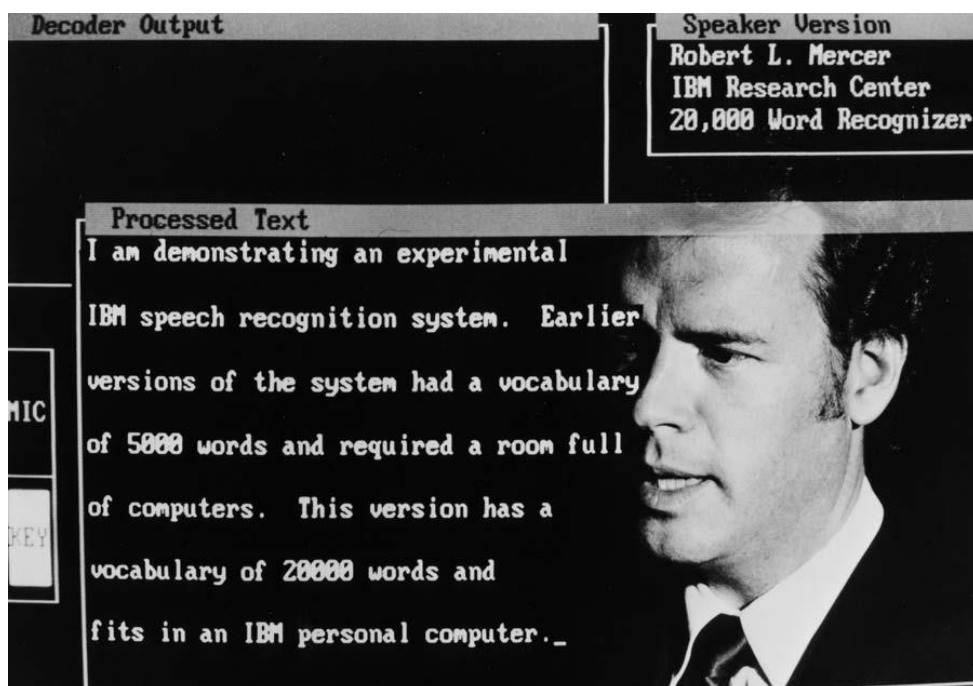 Decoder Output
Speaker Version
Robert L. Mercer
IBM Research Center
20,000 Word Recognizer
Processed Text
I am demonstrating an experimental
IBM speech recognition system.  Earlier
versions of the system had a vocabulary
of 5000 words and required a room full
of computers.  This version has a
vocabulary of 20000 words and
fits in an IBM personal computer._
MIC
KEY